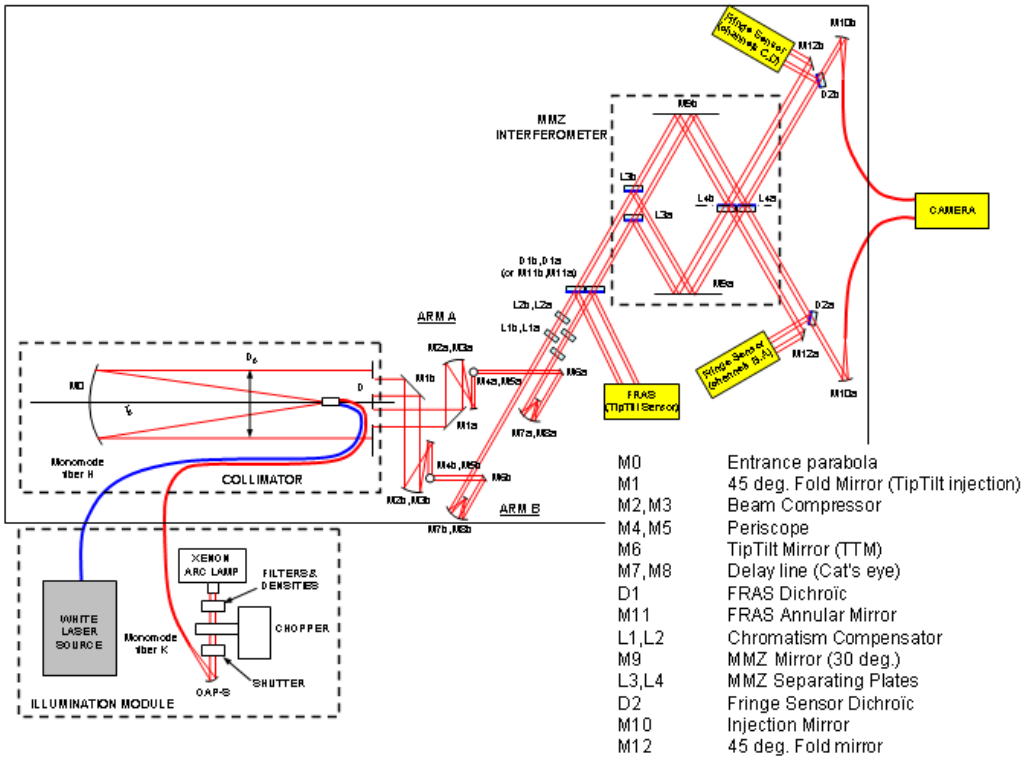 Fringe Sensor
(channels C,D)
M12b
M10b
D2b
MMZ
INTERFEROMETER
M9b
L3b
L3a
L4b
L4a
CAMERA
D1b,D1a
(or M11b,M11a)
M9a
L2b, L2a
L1b, L1a
D2a
M12a
Fringe Sensor
(channels B,A)
M10a
FRAS
(TipTilt Sensor)
ARM A
M2a, M3a
M1b
M4a, M5a
M6a
M1a
M7a, M8a
M0
D
Monomode
fiber H
COLLIMATOR
M4b, M5b
M6b
M2b, M3b
ARM B
M7b, M8b
XENON
ARC LAMP
FILTERS &
DENSITIES
WHITE
LASER
SOURCE
Monomode
fiber K
CHOPPER
SHUTTER
OAP-S
ILLUMINATION MODULE
M0 Entrance parabola
M1 45 deg. Fold Mirror (TipTilt injection)
M2,M3 Beam Compressor
M4,M5 Periscope
M6 TipTilt Mirror (TTM)
M7,M8 Delay line (Cat's eye)
D1 FRAS Dichroïc
M11 FRAS Annular Mirror
L1,L2 Chromatism Compensator
M9 MMZ Mirror (30 deg.)
L3,L4 MMZ Separating Plates
D2 Fringe Sensor Dichroïc
M10 Injection Mirror
M12 45 deg. Fold mirror